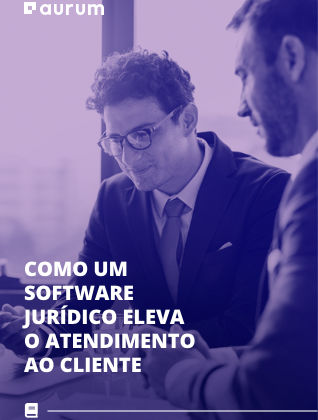 aurum
COMO UM
SOFTWARE
JURÍDICO ELEVA
O ATENDIMENTO
AO CLIENTE